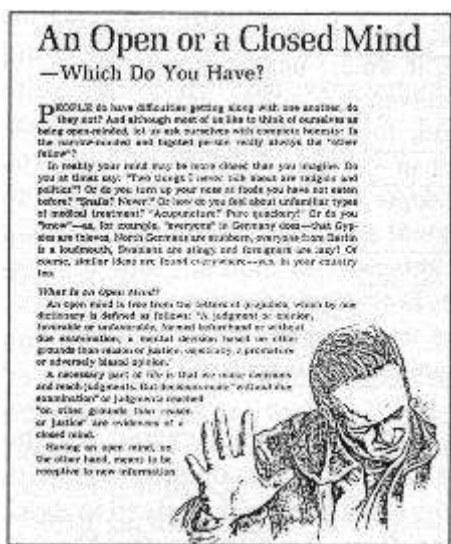 An Open or a Closed Mind
—Which Do You Have?
PEOPLE do have difficulties getting along with one another, do
they not? And although most of us like to think of ourselves as
being open-minded, let us ask ourselves with complete honesty: Is
the narrow-minded and bigoted person really always the "other
fellow"?
In reality your mind may be more closed than you imagine. Do
you at times say: "Two things I never talk about are religion and
politics"? Or do you turn up your nose at foods you have not eaten
before? "Snails? Never." Or how do you feel about unfamiliar types
of medical treatment? "Acupuncture? Pure quackery!" Or do you
"know"—as, for example, "everyone" in Germany does—that Gyp-
sies are thieves, North Germans are stubborn, everyone from Berlin
is a loudmouth, Swabians are stingy and foreigners are lazy? Of
course, similar ideas are found everywhere—yes, in your country
too.
What Is an Open Mind?
An open mind is free from the fetters of prejudice, which by one
dictionary is defined as follows: "A judgment or opinion,
favorable or unfavorable, formed beforehand or without
due examination; a mental decision based on other
grounds than reason or justice; especially, a premature
or adversely biased opinion."
A necessary part of life is that we make decisions
and reach judgments. But decisions made "without due
examination" or judgments reached
"on other grounds than reason
or justice" are evidences of a
closed mind.
Having an open mind, on
the other hand, means to be
receptive to new information